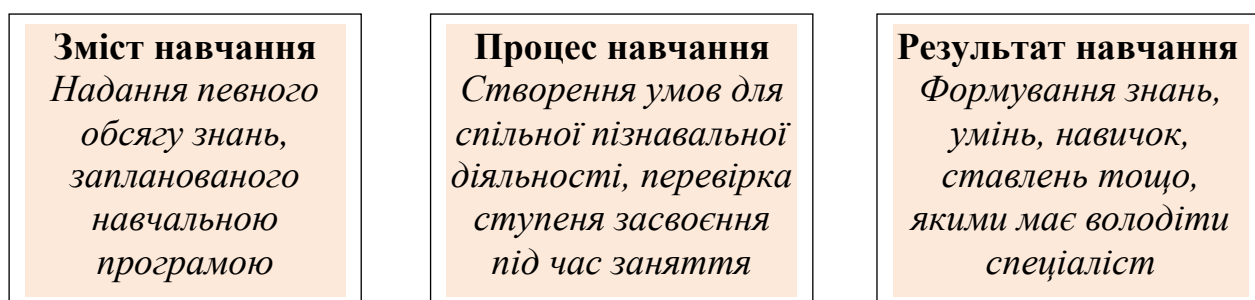 Зміст навчання
Надання певного
обсягу знань,
запланованого
навчальною
програмою
Процес навчання
Створення умов для
спільної пізнавальної
діяльності, перевірка
ступеня засвоєння
під час заняття
Результат навчання
Формування знань,
умінь, навичок,
ставлень тощо,
якими має володіти
спеціаліст